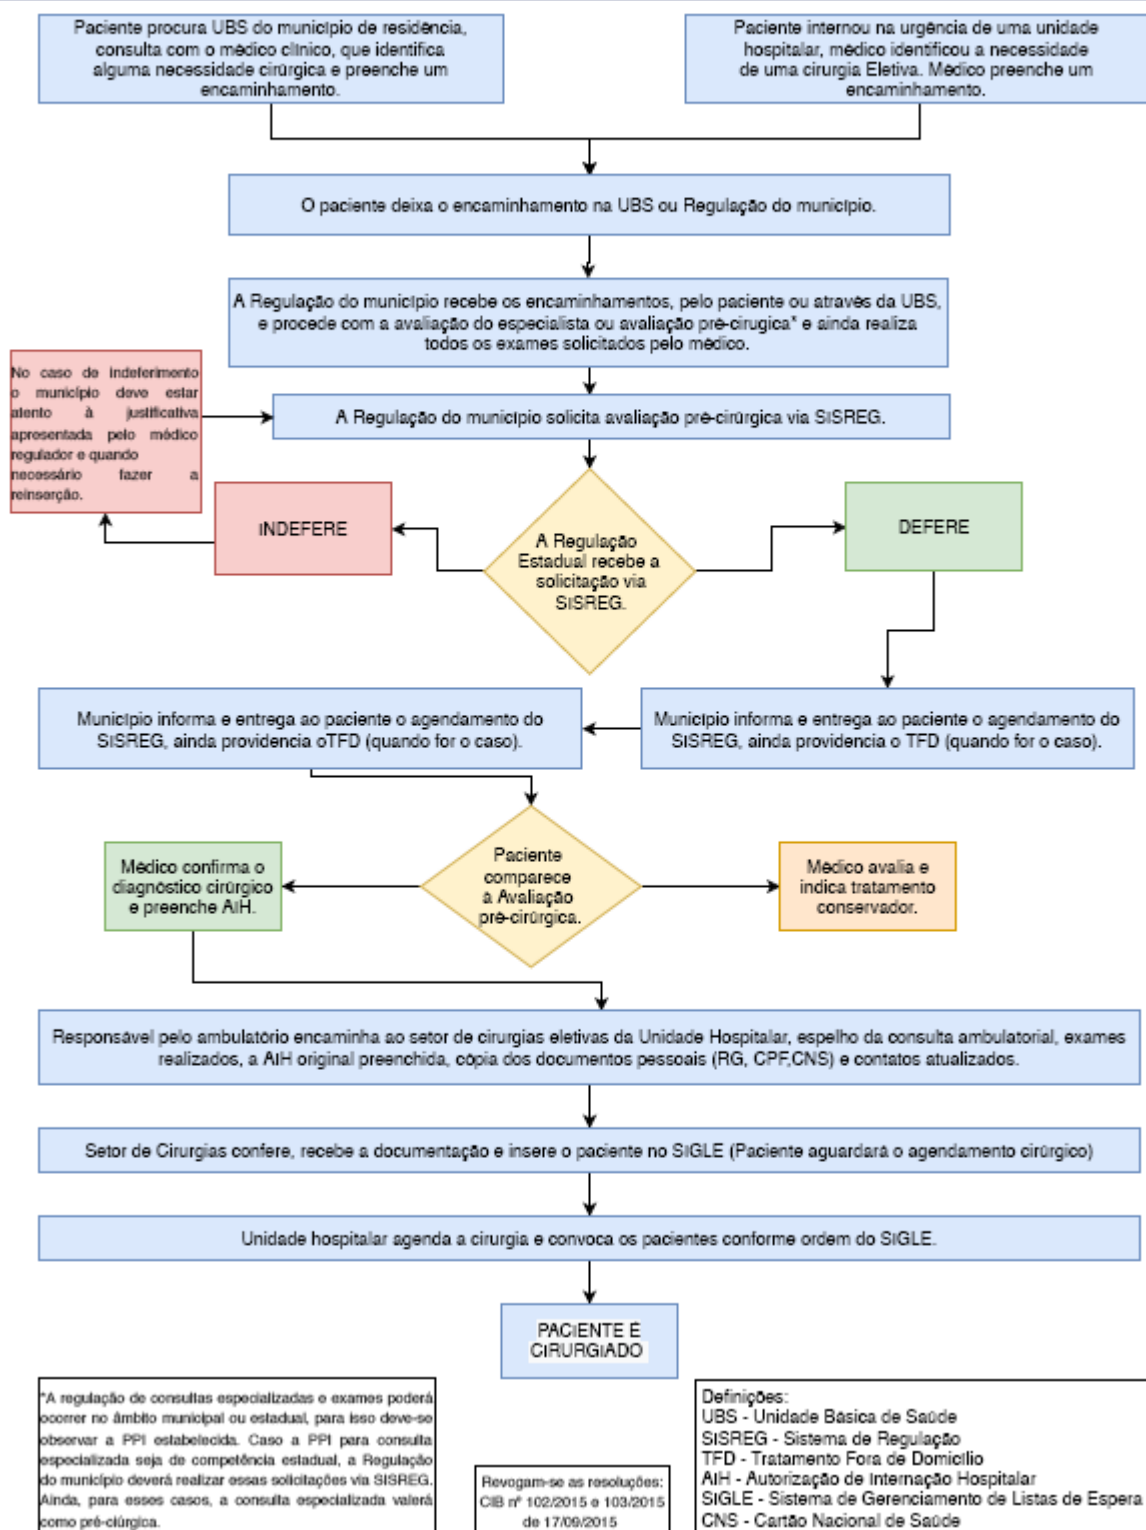 Paciente procura UBS do município de residência,
consulta com o médico clínico, que identifica
alguma necessidade cirúrgica e preenche um
encaminhamento.
Paciente internou na urgência de uma unidade
hospitalar, médico identificou a necessidade
de uma cirurgia Eletiva. Médico preenche um
encaminhamento.
O paciente deixa o encaminhamento na UBS ou Regulação do município.
A Regulação do município recebe os encaminhamentos, pelo paciente ou através da UBS,
e procede com a avaliação do especialista ou avaliação pré-cirugica* e ainda realiza
todos os exames solicitados pelo médico.
No caso de indeferimento
o município deve estar
atento à justificativa
apresentada pelo médico
regulador e quando
necessário fazer a
reinserção.
A Regulação do município solicita avaliação pré-cirúrgica via SISREG.
INDEFERE
A Regulação
Estadual recebe a
solicitação via
SISREG.
DEFERE
Município informa e entrega ao paciente o agendamento do
SISREG, ainda providencia oTFD (quando for o caso).
Município informa e entrega ao paciente o agendamento do
SISREG, ainda providencia o TFD (quando for o caso).
Médico confirma o
diagnóstico cirúrgico
e preenche AIH.
Paciente
comparece
à Avaliação
pré-cirúrgica.
Médico avalia e
indica tratamento
conservador.
Responsável pelo ambulatório encaminha ao setor de cirurgias eletivas da Unidade Hospitalar, espelho da consulta ambulatorial, exames
realizados, a AIH original preenchida, cópia dos documentos pessoais (RG, CPF,CNS) e contatos atualizados.
Setor de Cirurgias confere, recebe a documentação e insere o paciente no SIGLE (Paciente aguardará o agendamento cirúrgico)
Unidade hospitalar agenda a cirurgia e convoca os pacientes conforme ordem do SIGLE.
PACIENTE É
CIRURGIADO
*A regulação de consultas especializadas e exames poderá
ocorrer no âmbito municipal ou estadual, para isso deve-se
observar a PPI estabelecida. Caso a PPI para consulta
especializada seja de competência estadual, a Regulação
do município deverá realizar essas solicitações via SISREG.
Ainda, para esses casos, a consulta especializada valerá
como pré-ciúrgica.
Revogam-se as resoluções:
CIB nº 102/2015 e 103/2015
de 17/09/2015
Definições:
UBS - Unidade Básica de Saúde
SISREG - Sistema de Regulação
TFD - Tratamento Fora de Domicílio
AIH - Autorização de Internação Hospitalar
SIGLE - Sistema de Gerenciamento de Listas de Espera
CNS - Cartão Nacional de Saúde